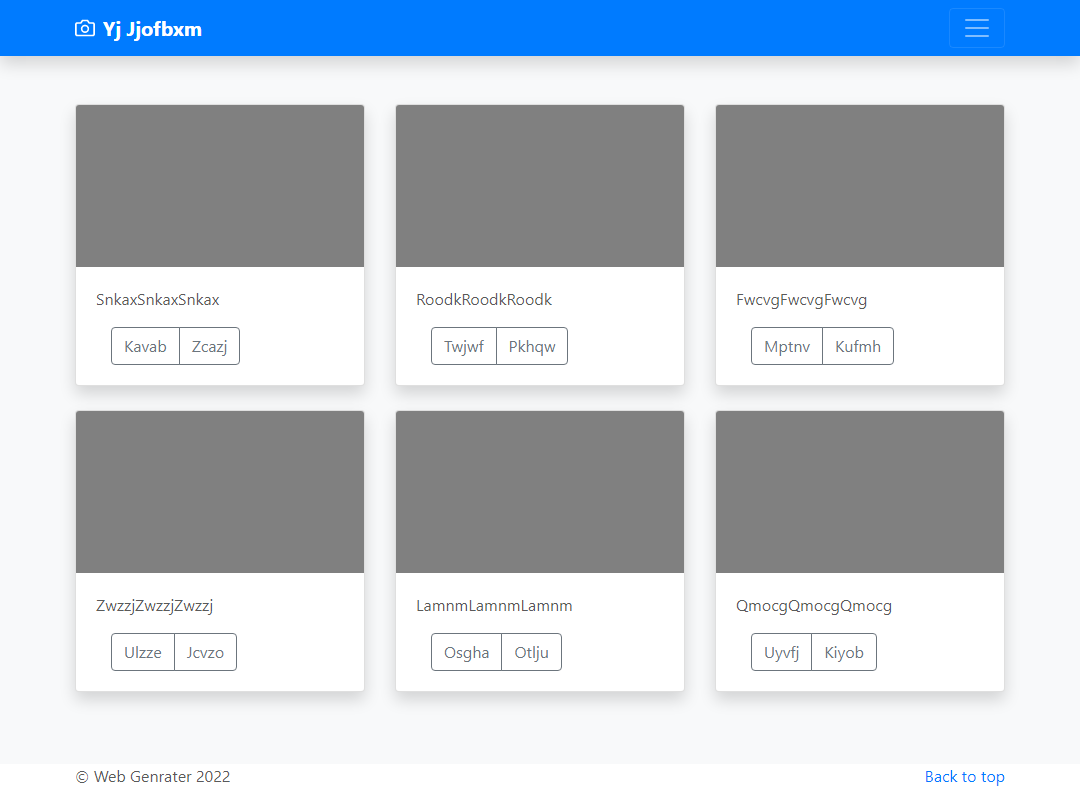 Yj Jjofbxm
SnkaxSnkaxSnkax
Kavab Zcazj
RoodkRoodkRoodk
Twjwf Pkhqw
FwcvgFwcvgFwcvg
Mptnv Kufmh
ZwzzjZwzzjZwzzj
Ulzze Jcvzo
LamnmLamnmLamnm
Osgha Otlju
QmocgQmocgQmocg
Uyvfj Kiyob
© Web Genrater 2022
Back to top